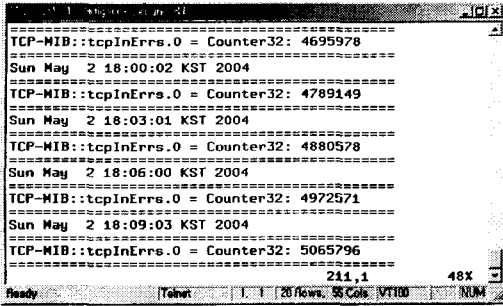 ================================================
TCP-MIB::tcpInErrs.0 = Counter32: 4695978
================================================
Sun May  2 18:00:02 KST 2004
================================================
TCP-MIB::tcpInErrs.0 = Counter32: 4789149
================================================
Sun May  2 18:03:01 KST 2004
================================================
TCP-MIB::tcpInErrs.0 = Counter32: 4880578
================================================
Sun May  2 18:06:00 KST 2004
================================================
TCP-MIB::tcpInErrs.0 = Counter32: 4972571
================================================
Sun May  2 18:09:03 KST 2004
================================================
TCP-MIB::tcpInErrs.0 = Counter32: 5065796
================================================
211,1 48%
Ready Telnet 1, 1 20 Rows, 55 Cols VT100 NUM